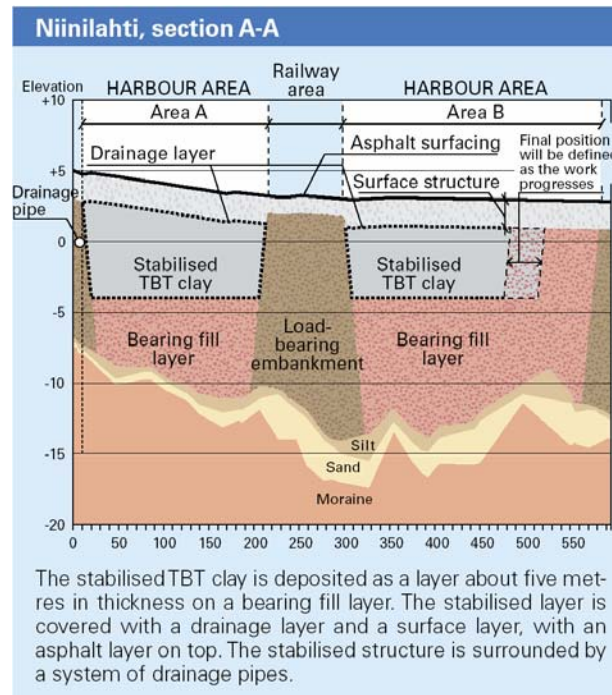 Niinilahti, section A-A
Elevation
HARBOUR AREA
Railway
area
HARBOUR AREA
+10
Area A
Area B
Drainage layer
Asphalt surfacing
Final position
will be defined
as the work
progresses
+5
Surface structure
Drainage
pipe
0
Stabilised
TBT clay
Stabilised
TBT clay
-5
Bearing fill
layer
Load-
bearing
embankment
Bearing fill
layer
-10
Silt
-15
Sand
Moraine
-20
0 50 100 150 200 250 300 350 400 450 500 550
The stabilised TBT clay is deposited as a layer about five met-
res in thickness on a bearing fill layer. The stabilised layer is
covered with a drainage layer and a surface layer, with an
asphalt layer on top. The stabilised structure is surrounded by
a system of drainage pipes.